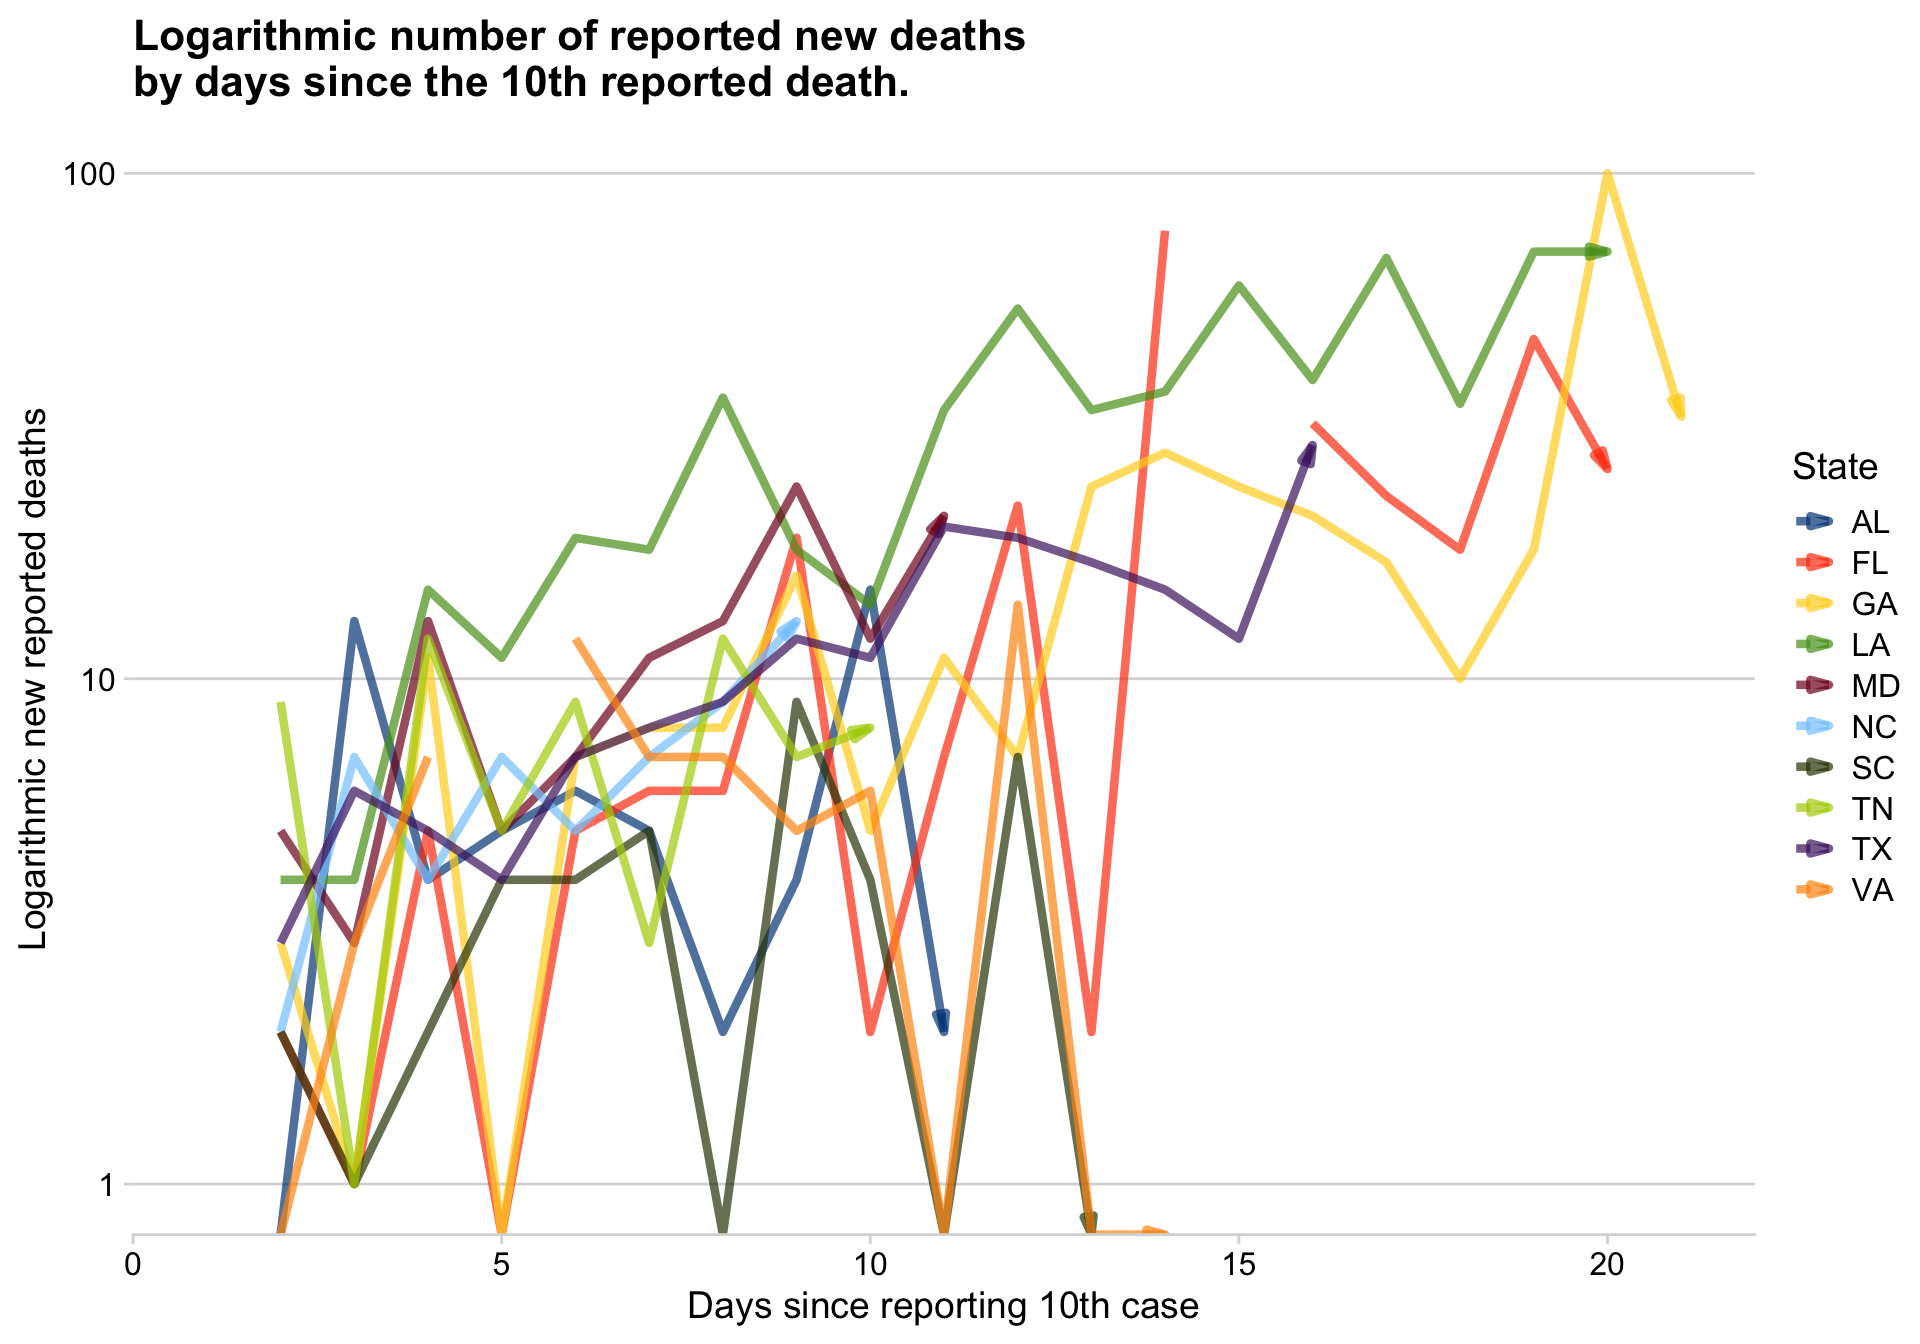 Logarithmic number of reported new deaths
by days since the 10th reported death.
Logarithmic new reported deaths
100
10
1
0
5
10
15
20
Days since reporting 10th case
State
AL
FL
GA
LA
MD
NC
SC
TN
TX
VA